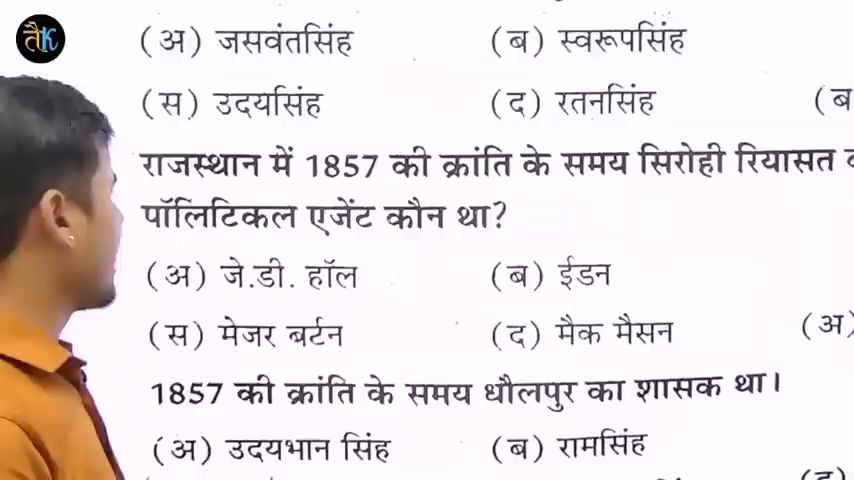 तैK
(अ) जसवंतसिंह (ब) स्वरूपसिंह
(स) उदयसिंह (द) रतनसिंह (ब
राजस्थान में 1857 की क्रांति के समय सिरोही रियासत
पॉलिटिकल एजेंट कौन था?
(अ) जे.डी. हॉल (ब) ईडन
(स) मेजर बर्टन (द) मैक मैसन (अ)
1857 की क्रांति के समय धौलपुर का शासक था।
(अ) उदयभान सिंह (ब) रामसिंह